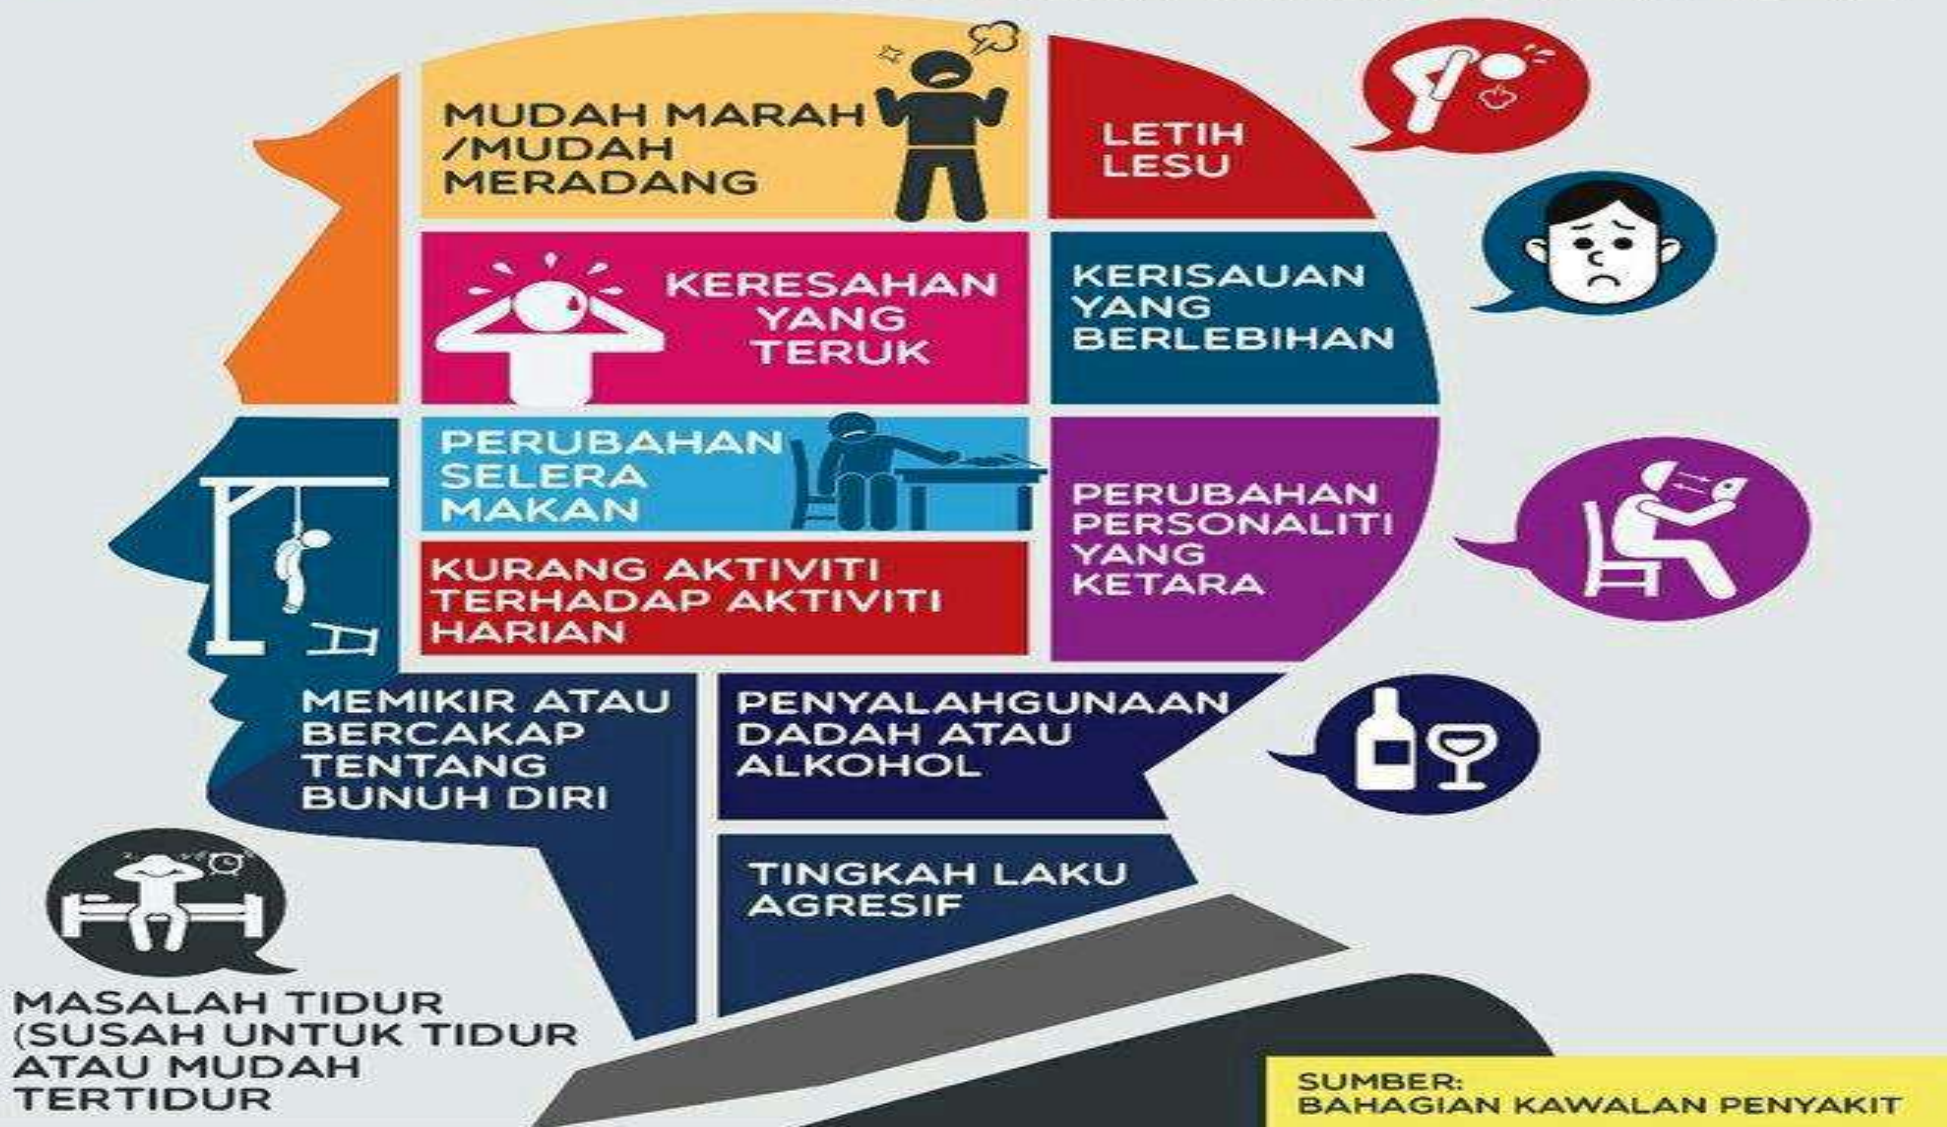 MUDAH MARAH
/MUDAH
MERADANG
LETIH
LESU
KERESAHAN
YANG
TERUK
KERISAUAN
YANG
BERLEBIHAN
PERUBAHAN
SELERA
MAKAN
PERUBAHAN
PERSONALITI
YANG
KETARA
KURANG AKTIVITI
TERHADAP AKTIVITI
HARIAN
MEMIKIR ATAU
BERCAKAP
TENTANG
BUNUH DIRI
PENYALAHGUNAAN
DADAH ATAU
ALKOHOL
TINGKAH LAKU
AGRESIF
MASALAH TIDUR
(SUSAH UNTUK TIDUR
ATAU MUDAH
TERTIDUR
SUMBER:
BAHAGIAN KAWALAN PENYAKIT